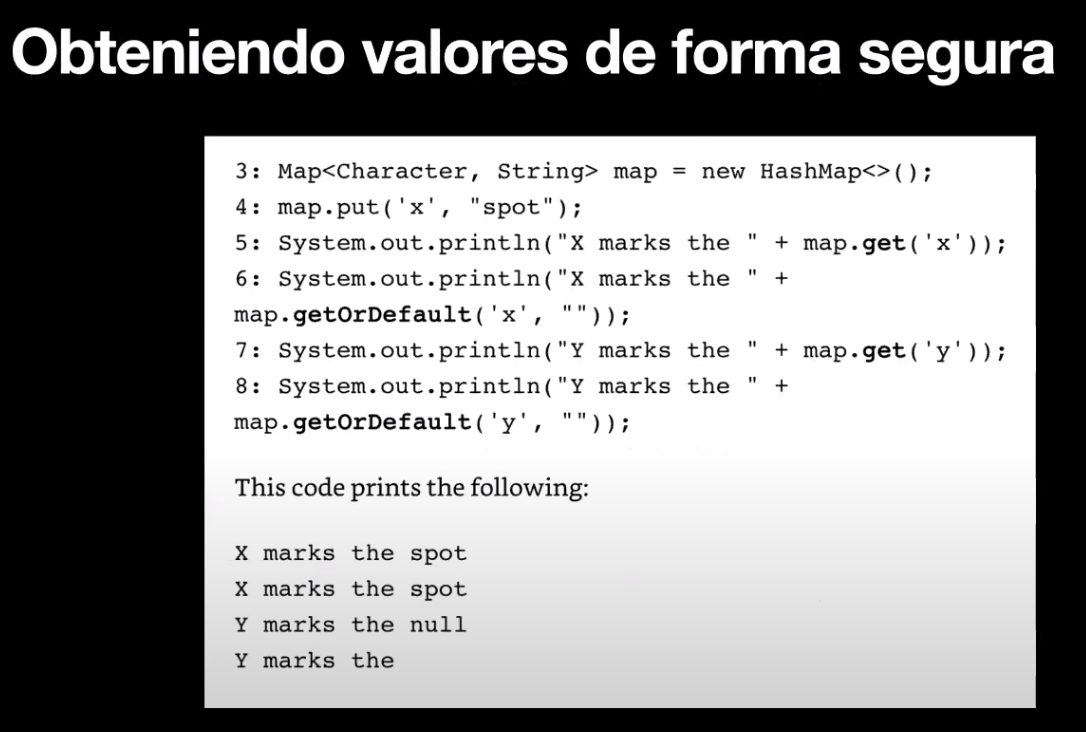 Obteniendo valores de forma segura
3: Map<Character, String> map = new HashMap<>();
4: map.put('x', "spot");
5: System.out.println("X marks the " + map.get('x'));
6: System.out.println("X marks the " +
map.getOrDefault('x', ""));
7: System.out.println("Y marks the " + map.get('y'));
8: System.out.println("Y marks the " +
map.getOrDefault('y', ""));
This code prints the following:
X marks the spot
X marks the spot
Y marks the null
Y marks the